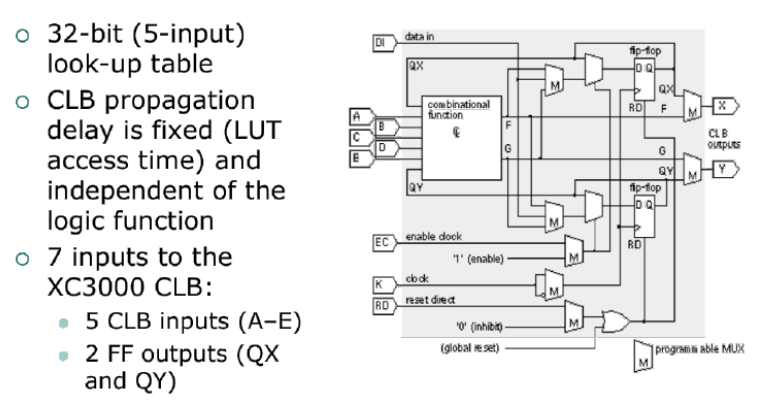 32-bit (5-input)
look-up table
CLB propagation
delay is fixed (LUT
access time) and
independent of the
logic function
7 inputs to the
XC3000 CLB:
5 CLB inputs (A–E)
2 FF outputs (QX
and QY)
DI
data in
flip-flop
QX
M
D Q
QX
combinational
function
RD
F
M
X
A
B
C
D
E
F
G
CLB
outputs
G
QY
M
Y
QY
flip-flop
M
D Q
RD
EC
enable clock
'1' (enable)
M
K
clock
M
RD
reset direct
'0' (inhibit)
M
(global reset)
M
programmable MUX